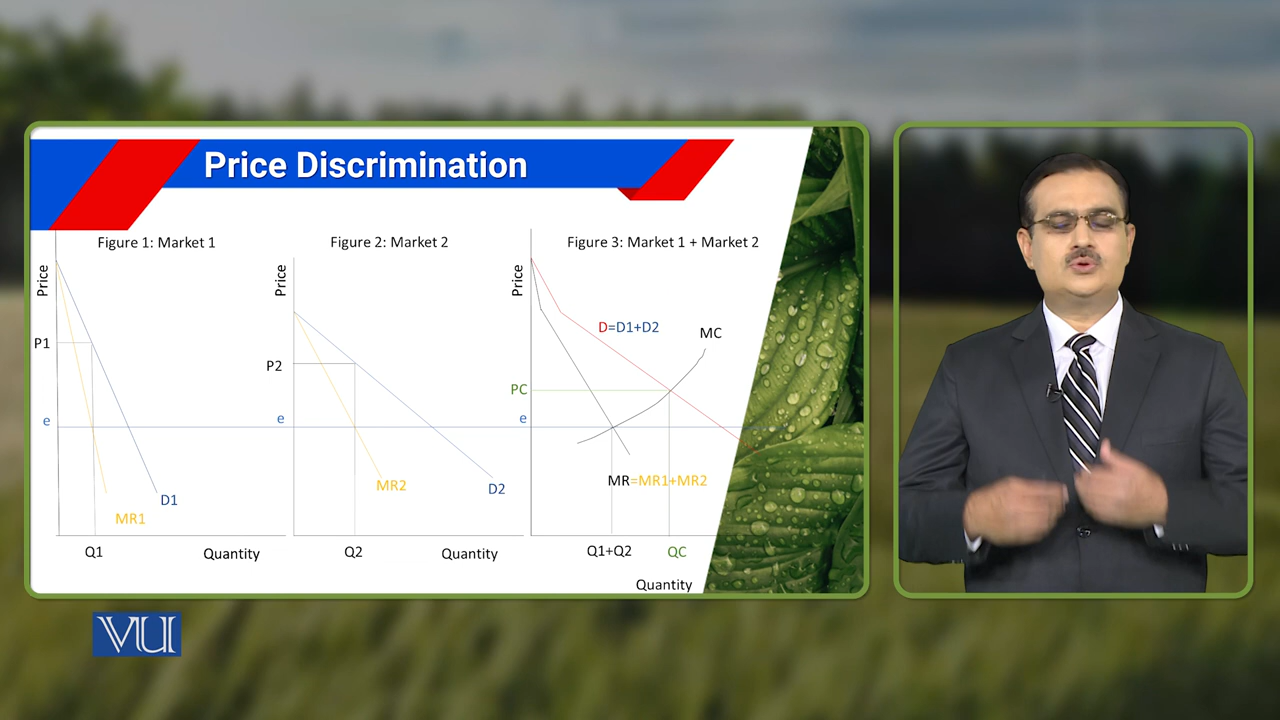 Price Discrimination
Figure 1: Market 1
Price
P1
e
D1
MR1
Q1
Quantity
Figure 2: Market 2
Price
P2
e
MR2
D2
Q2
Quantity
Figure 3: Market 1 + Market 2
Price
D=D1+D2
MC
PC
e
MR=MR1+MR2
Q1+Q2
QC
Quantity
VU